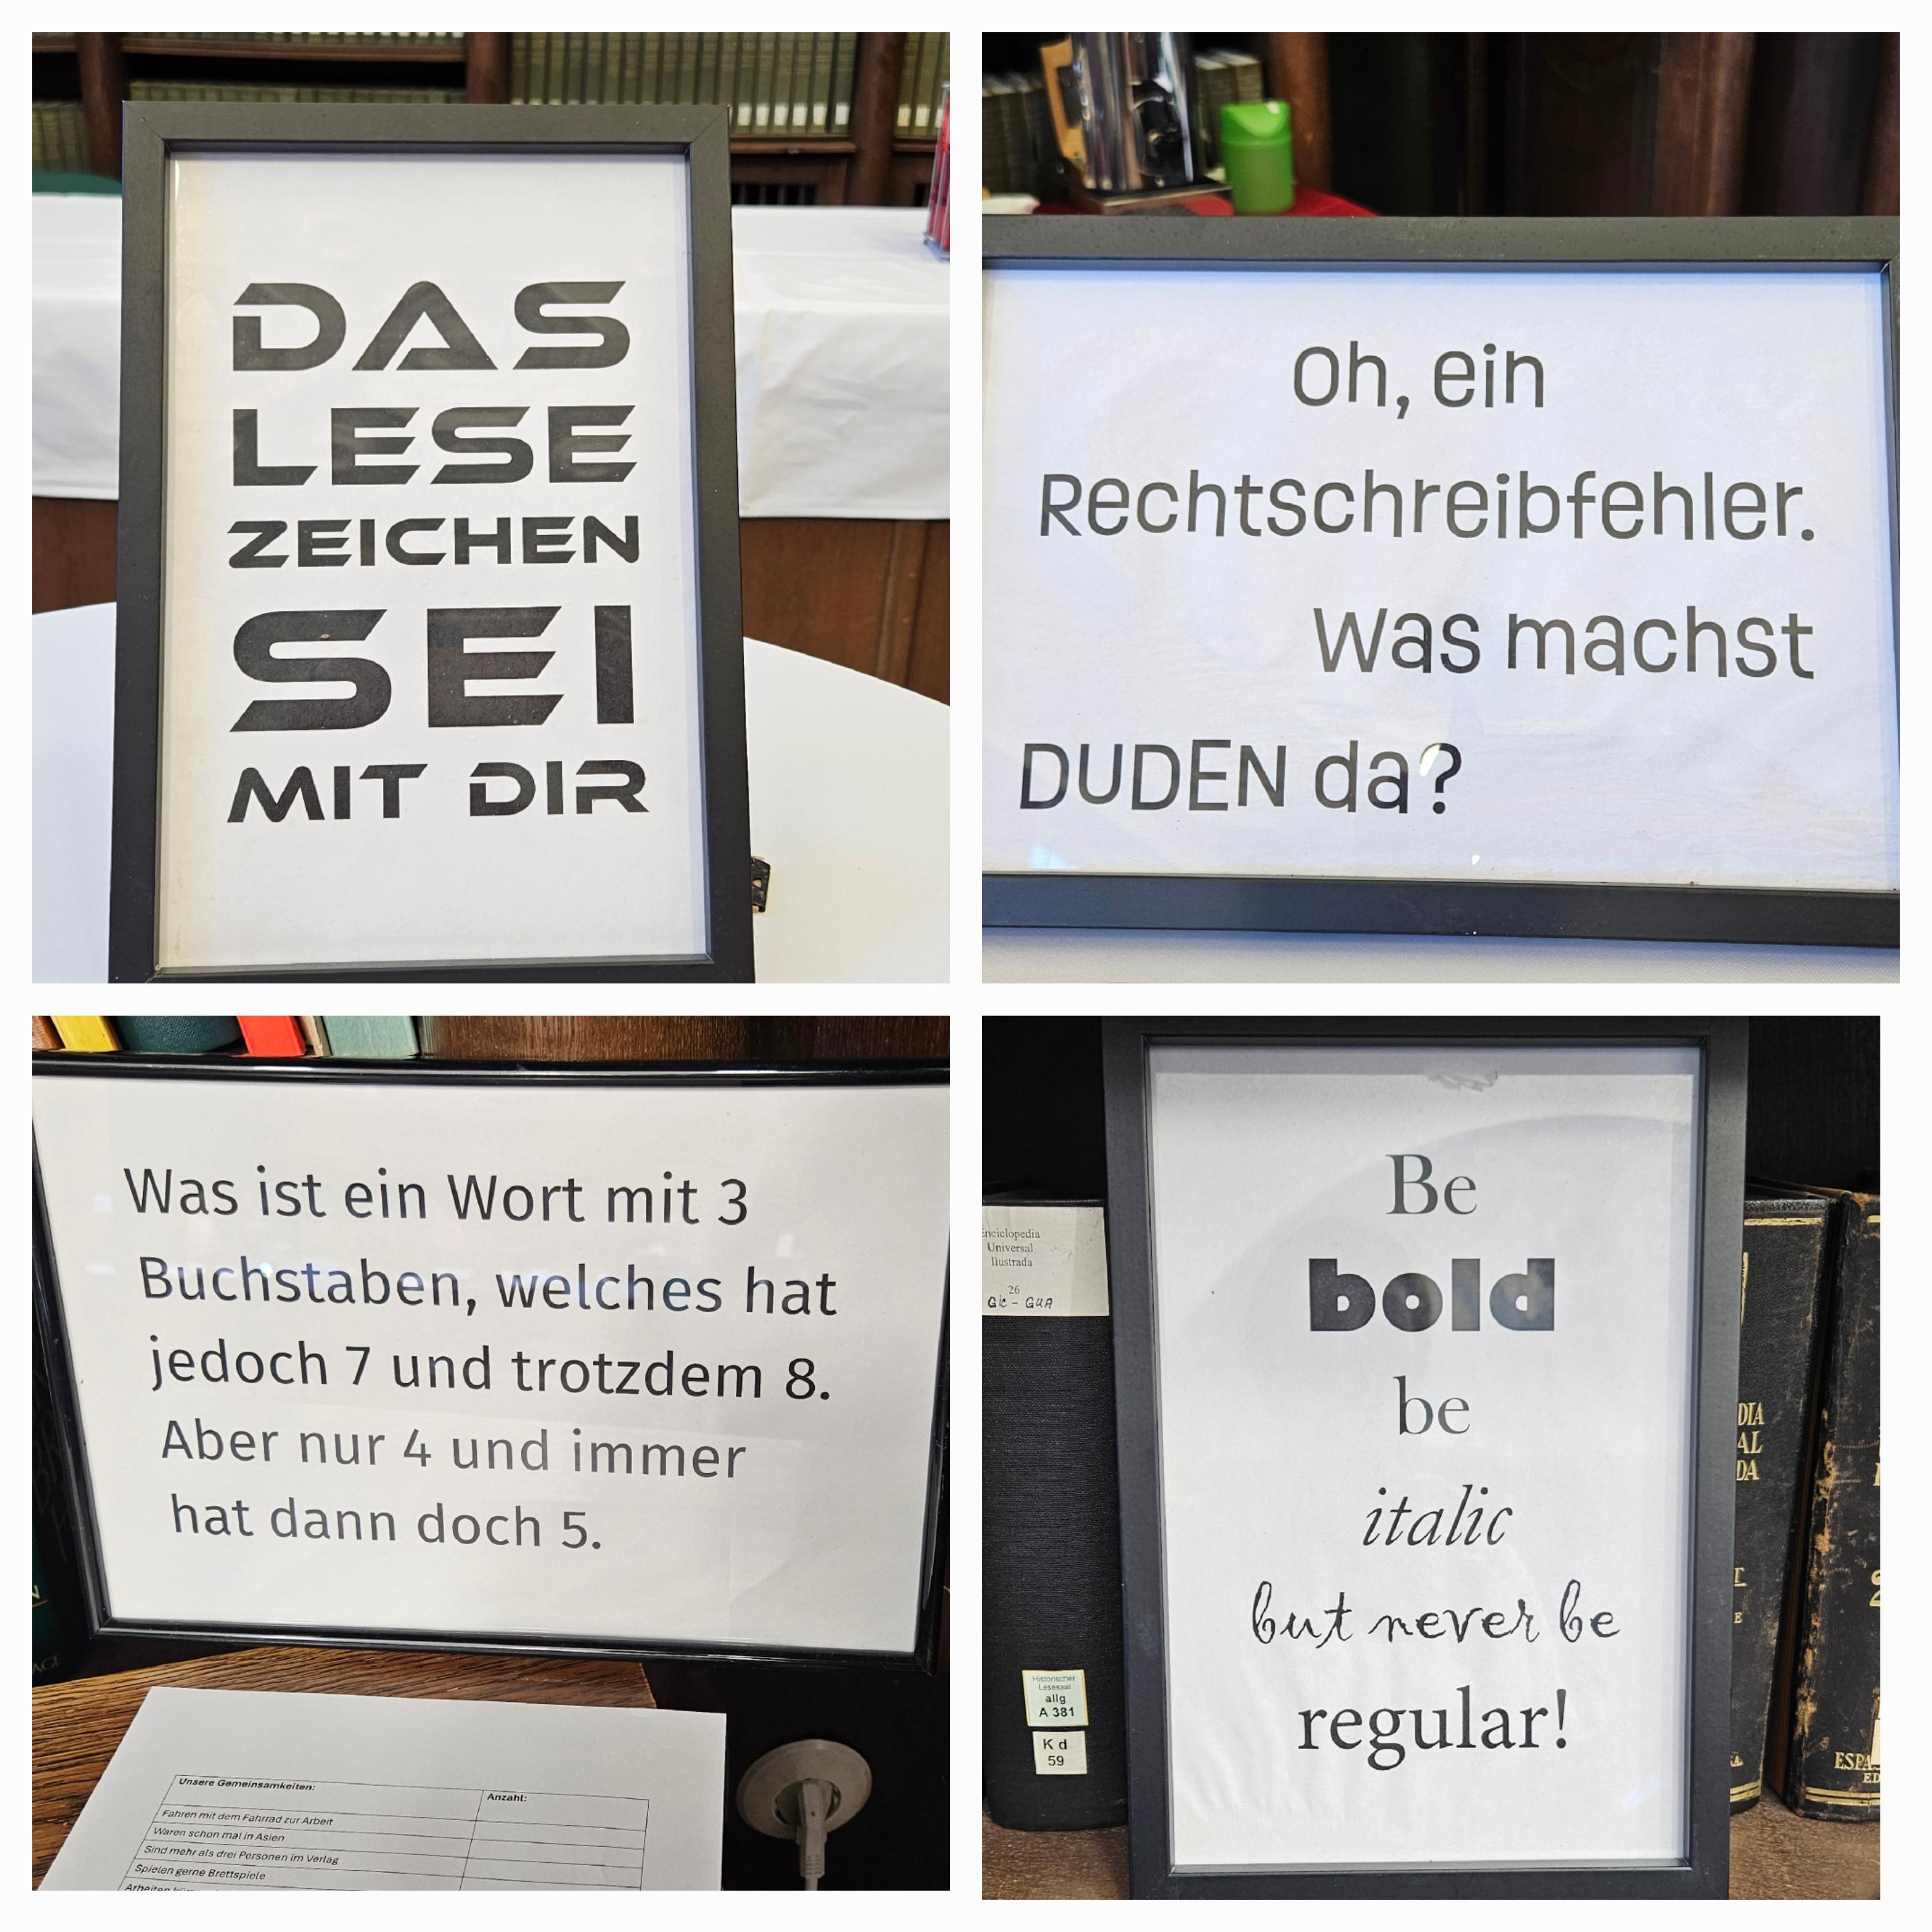 DAS
LESE
ZEICHEN
SEI
MIT DIR
Oh, ein
Rechtschreibfehler.
Was machst
DUDEN da?
Was ist ein Wort mit 3
Buchstaben, welches hat
jedoch 7 und trotzdem 8.
Aber nur 4 und immer
hat dann doch 5.
Unsere Gemeinsamkeiten:
Anzahl:
Fahren mit dem Fahrrad zur Arbeit
Waren schon mal in Asien
Sind mehr als drei Personen im Verlag
Spielen gerne Brettspiele
Be
bold
be
italic
but never be
regular!
Enciclopedia
Universal
Ilustrada
26
Historischer
Lesesaal
allg
A 381
K d
59
DIA
AL
DA
ESPA